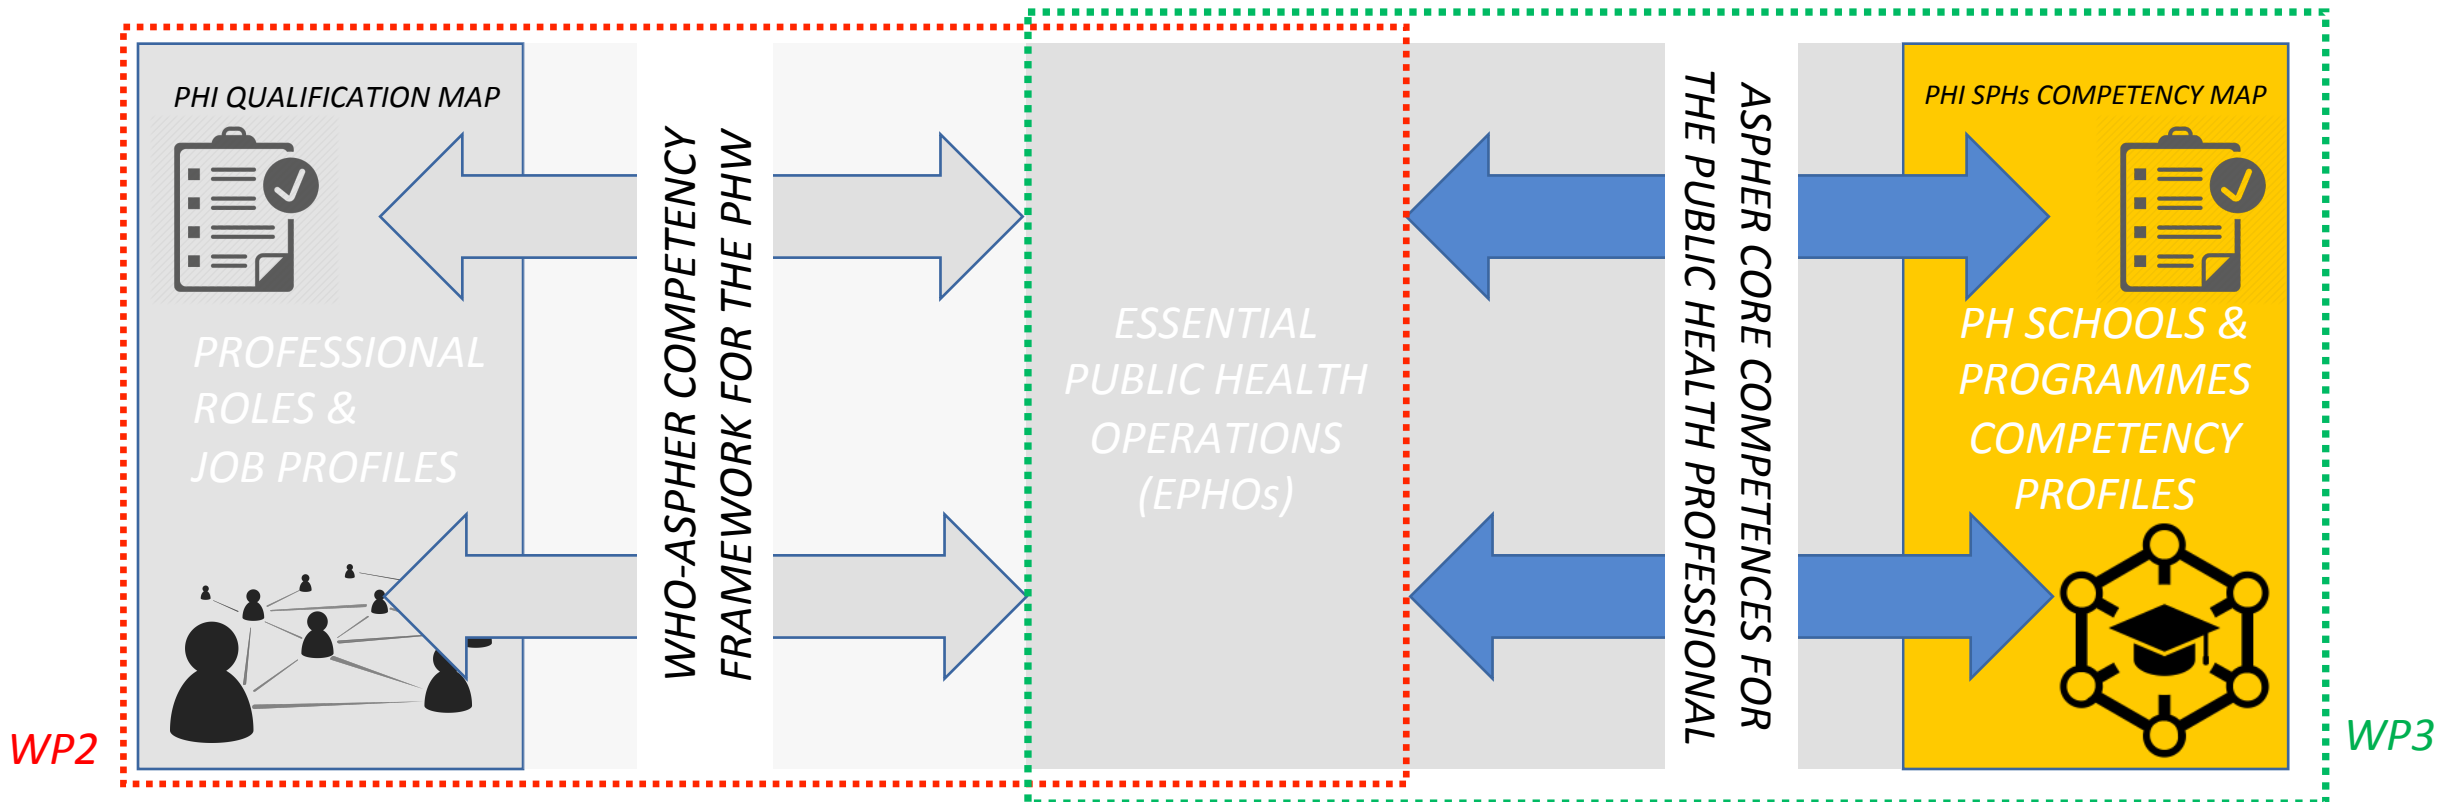 PHI QUALIFICATION MAP
PROFESSIONAL
ROLES &
JOB PROFILES
WHO-ASPHER COMPETENCY
FRAMEWORK FOR THE PHW
ESSENTIAL
PUBLIC HEALTH
OPERATIONS
(EPHOs)
ASPHER CORE COMPETENCES FOR
THE PUBLIC HEALTH PROFESSIONAL
PHI SPHs COMPETENCY MAP
PH SCHOOLS &
PROGRAMMES
COMPETENCY
PROFILES
WP2
WP3